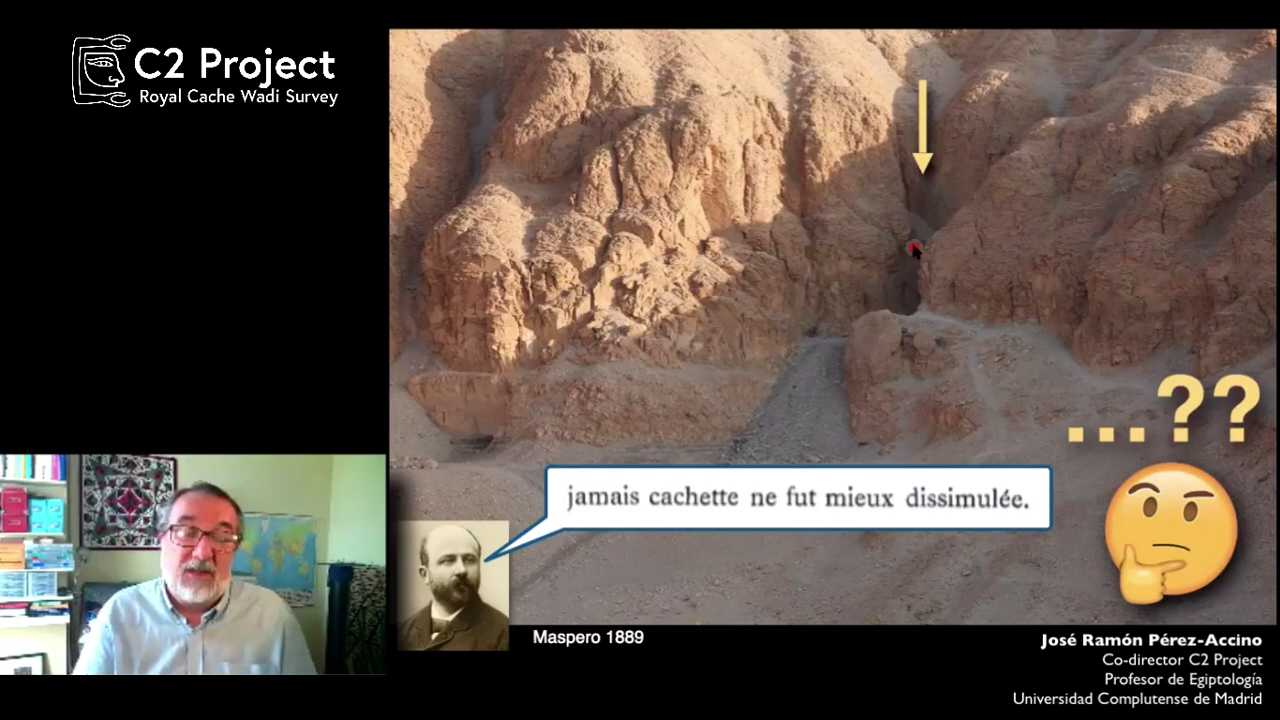 C2 Project
Royal Cache Wadi Survey
...??
jamais cachette ne fut mieux dissimulée.
Maspero 1889
José Ramón Pérez-Accino
Co-director C2 Project
Profesor de Egiptología
Universidad Complutense de Madrid